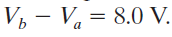 V_b − V_a = 8.0 V.